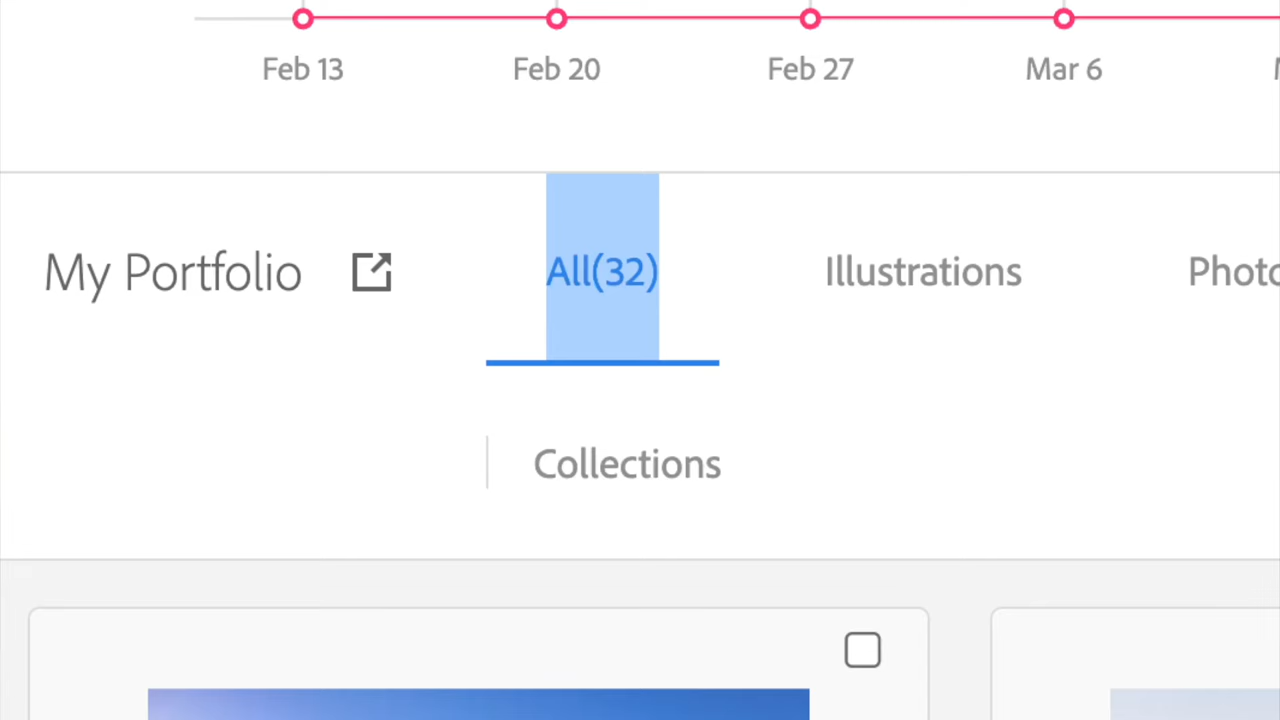 Feb 13 Feb 20 Feb 27 Mar 6
My Portfolio All(32) Illustrations
Collections